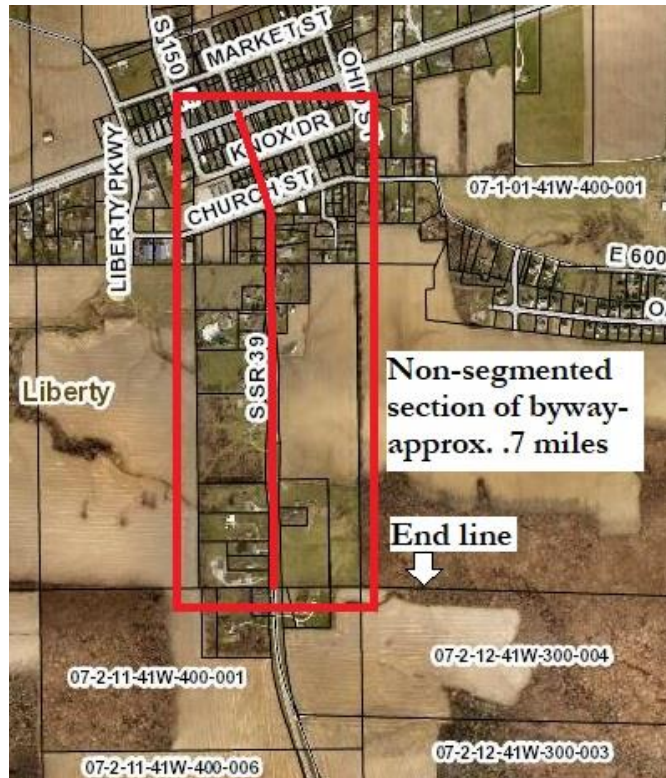 S 150
MARKET ST
OHIO ST
KNOX DR
CHURCH ST
LIBERTY PKWY
07-1-01-41W-400-001
E 600
OA
S SR 39
Liberty
Non-segmented
section of byway-
approx. .7 miles
End line
07-2-12-41W-300-004
07-2-11-41W-400-001
07-2-12-41W-300-003
07-2-11-41W-400-006